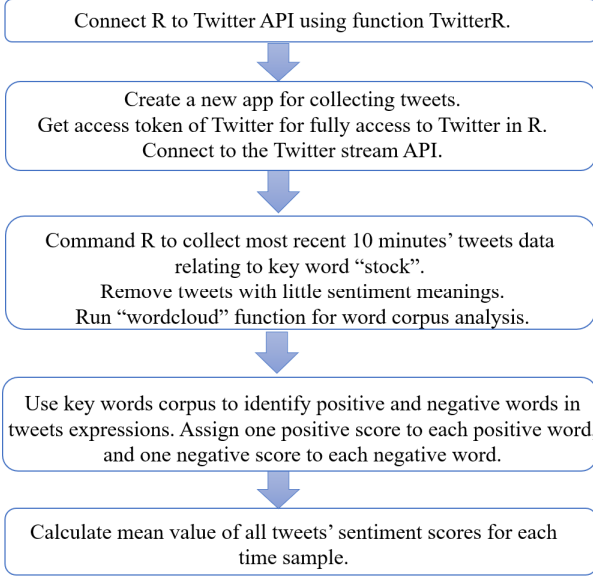 Connect R to Twitter API using function TwitterR.
Create a new app for collecting tweets.
Get access token of Twitter for fully access to Twitter in R.
Connect to the Twitter stream API.
Command R to collect most recent 10 minutes’ tweets data
relating to key word “stock”.
Remove tweets with little sentiment meanings.
Run “wordcloud” function for word corpus analysis.
Use key words corpus to identify positive and negative words in
tweets expressions. Assign one positive score to each positive word,
and one negative score to each negative word.
Calculate mean value of all tweets’ sentiment scores for each
time sample.